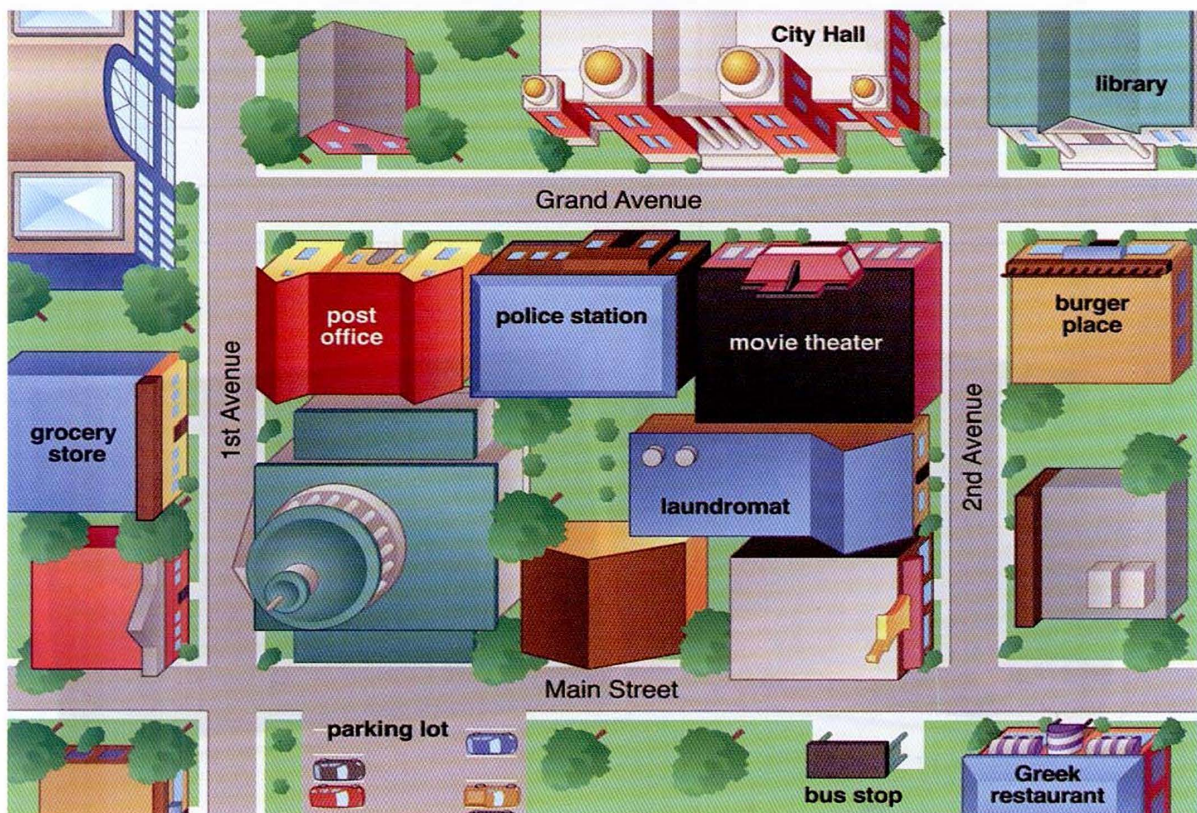 City Hall
library
Grand Avenue
post
office
police station
movie theater
burger
place
1st Avenue
grocery
store
2nd Avenue
laundromat
Main Street
parking lot
bus stop
Greek
restaurant